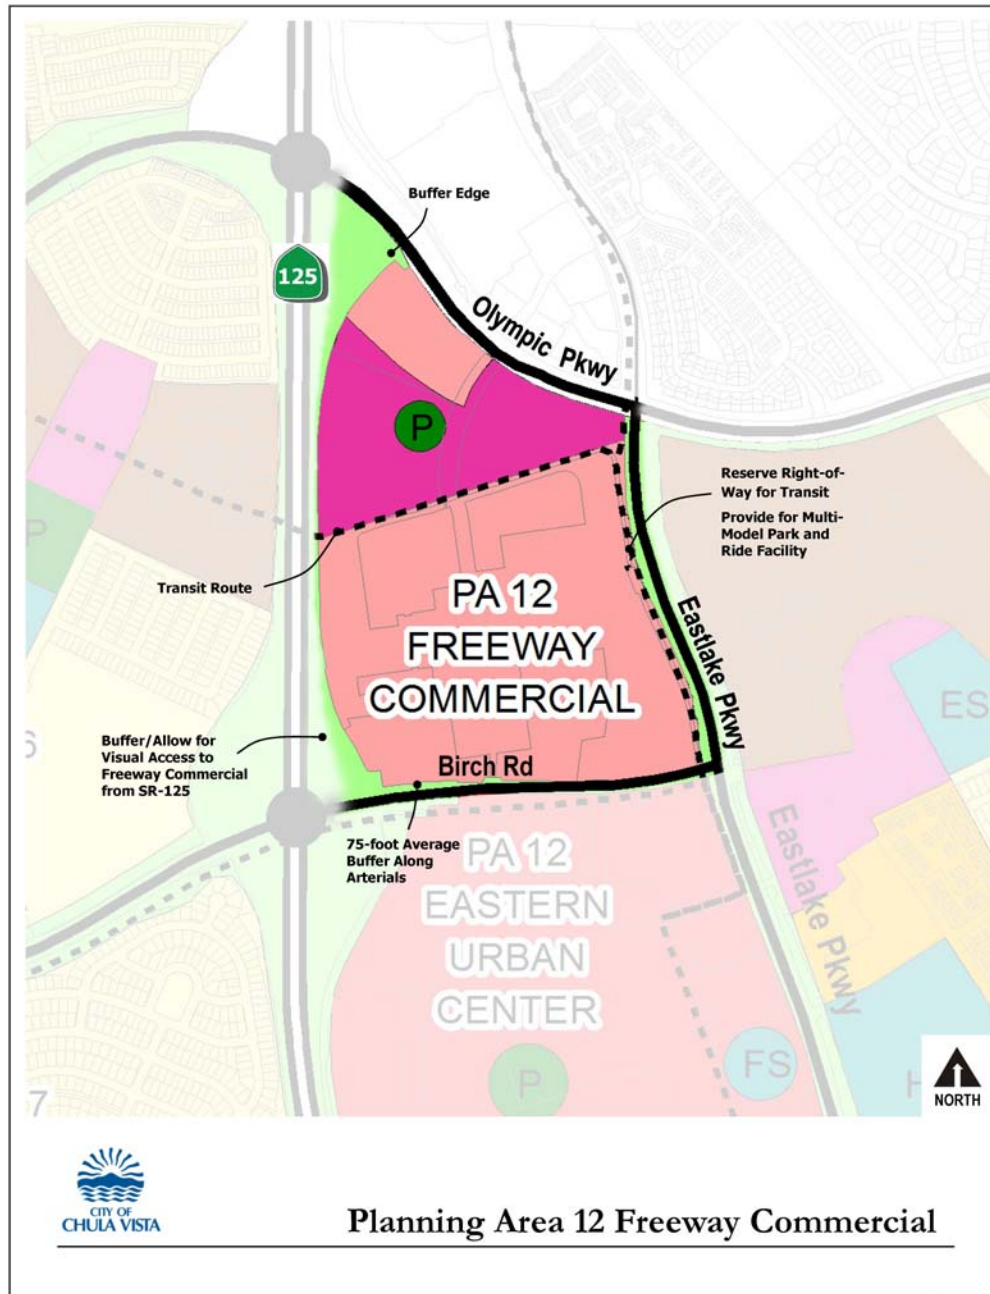 Buffer Edge
125
Olympic Pkwy
P
P
Reserve Right-of-
Way for Transit
Provide for Multi-
Model Park and
Ride Facility
Transit Route
PA 12
FREEWAY
COMMERCIAL
Eastlake Pkwy
ES
6
Buffer/Allow for
Visual Access to
Freeway Commercial
from SR-125
Birch Rd
75-foot Average
Buffer Along
Arterials
PA 12
EASTERN
URBAN
CENTER
Eastlake Pkwy
P
FS
H
7
NORTH
CITY OF
CHULA VISTA
Planning Area 12 Freeway Commercial